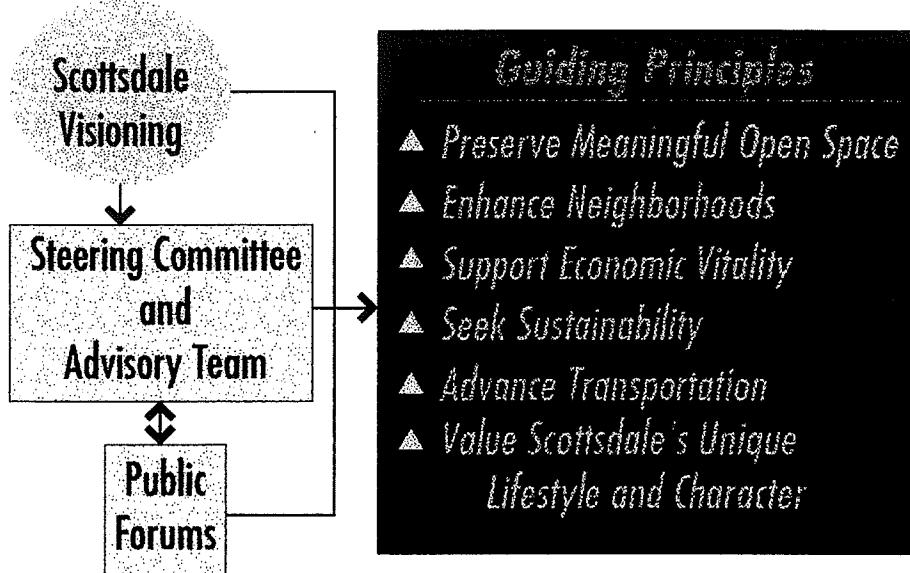 Scottsdale
Visioning
Steering Committee
and
Advisory Team
Public
Forums
Guiding Principles
▲ Preserve Meaningful Open Space
▲ Enhance Neighborhoods
▲ Support Economic Vitality
▲ Seek Sustainability
▲ Advance Transportation
▲ Value Scottsdale's Unique
Lifestyle and Character